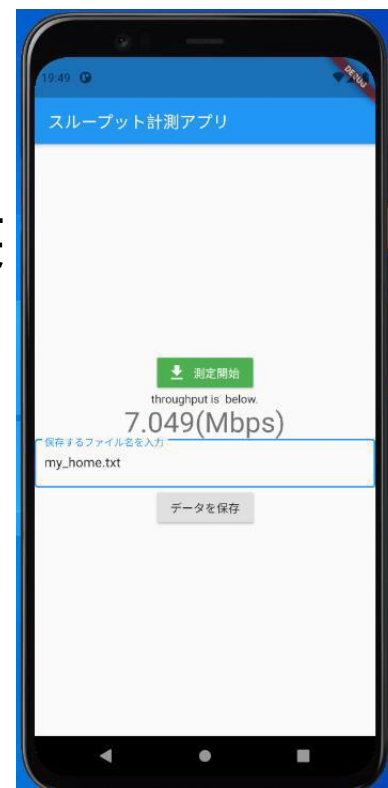 19:49
DEBUG
スループット計測アプリ
測定開始
throughput is below.
7.049(Mbps)
保存するファイル名を入力
my_home.txt
データを保存